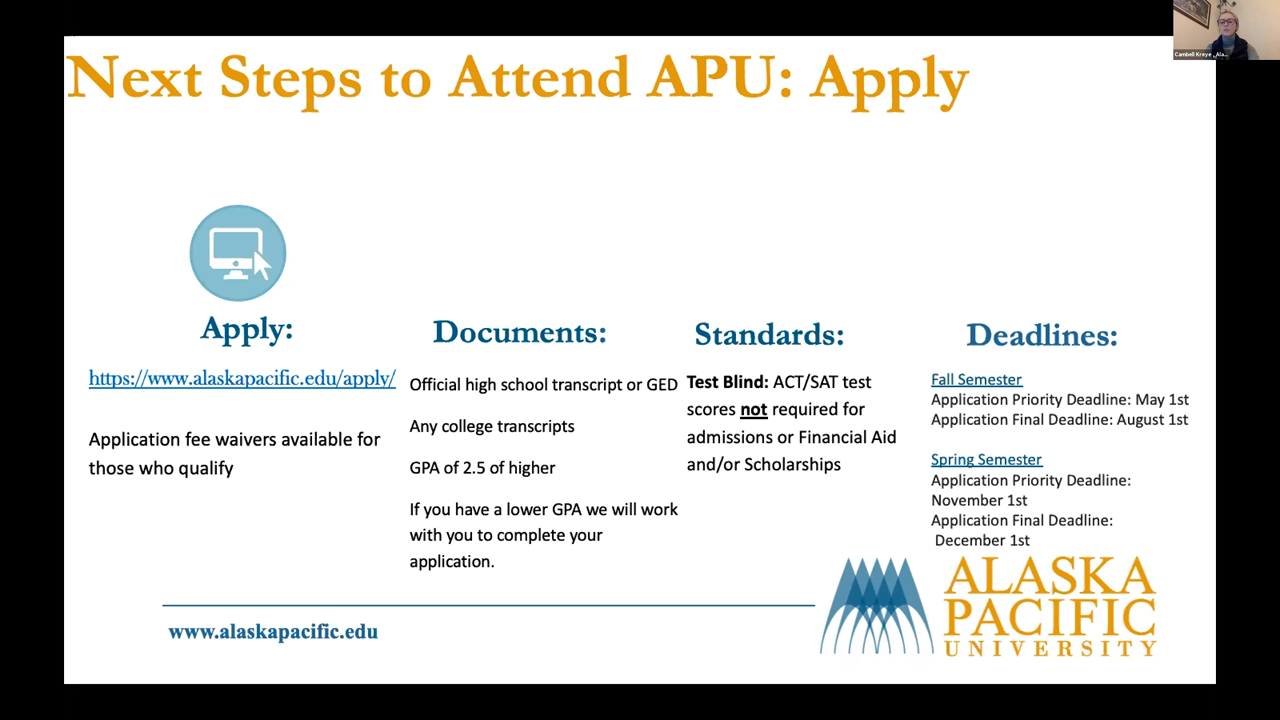 Next Steps to Attend APU: Apply
Cambell Kreye _Ala...
Apply:
https://www.alaskapacific.edu/apply/
Application fee waivers available for
those who qualify
Documents:
Official high school transcript or GED
Any college transcripts
GPA of 2.5 of higher
If you have a lower GPA we will work
with you to complete your
application.
Standards:
Test Blind: ACT/SAT test
scores not required for
admissions or Financial Aid
and/or Scholarships
Deadlines:
Fall Semester
Application Priority Deadline: May 1st
Application Final Deadline: August 1st
Spring Semester
Application Priority Deadline:
November 1st
Application Final Deadline:
December 1st
www.alaskapacific.edu
ALASKA
PACIFIC
UNIVERSITY